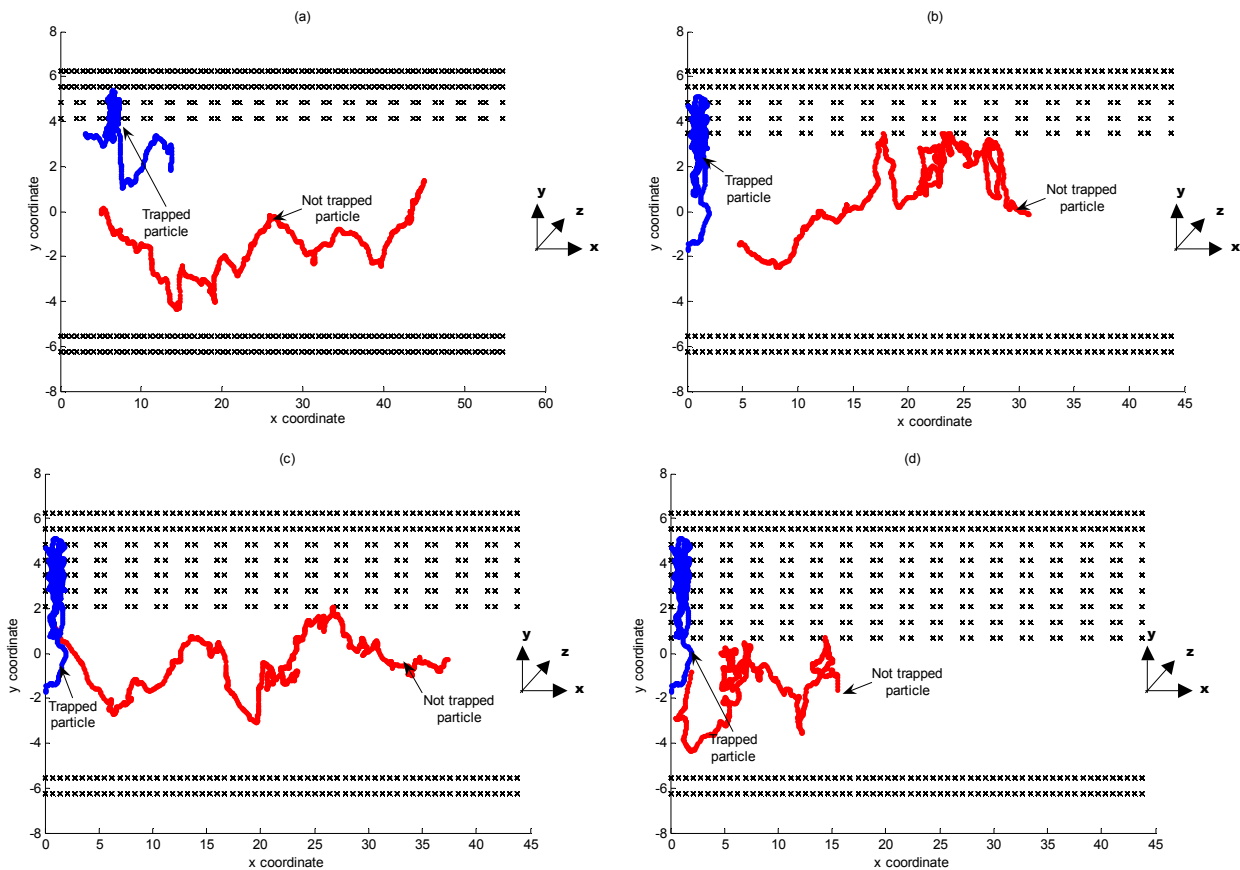 (a)
8
6
4
2
0
-2
-4
-6
-8
y coordinate
0
10
20
30
40
50
60
x coordinate
Trapped
particle
Not trapped
particle
y
z
x
(b)
8
6
4
2
0
-2
-4
-6
-8
y coordinate
0
5
10
15
20
25
30
35
40
45
x coordinate
Trapped
particle
Not trapped
particle
y
z
x
(c)
8
6
4
2
0
-2
-4
-6
-8
y coordinate
0
5
10
15
20
25
30
35
40
45
x coordinate
Trapped
particle
Not trapped
particle
y
z
x
(d)
8
6
4
2
0
-2
-4
-6
-8
y coordinate
0
5
10
15
20
25
30
35
40
45
x coordinate
Trapped
particle
Not trapped
particle
y
z
x